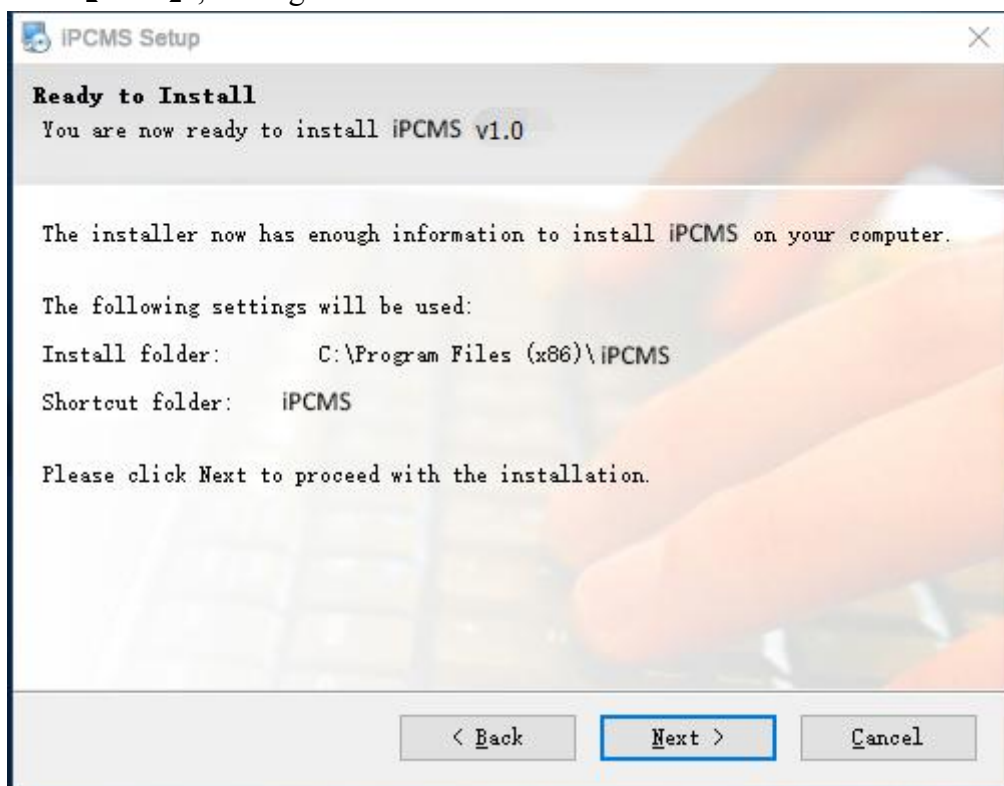 iPCMS Setup
Ready to Install
You are now ready to install iPCMS v1.0
The installer now has enough information to install iPCMS on your computer.
The following settings will be used:
Install folder: C:\Program Files (x86)\iPCMS
Shortcut folder: iPCMS
Please click Next to proceed with the installation.
< Back Next > Cancel